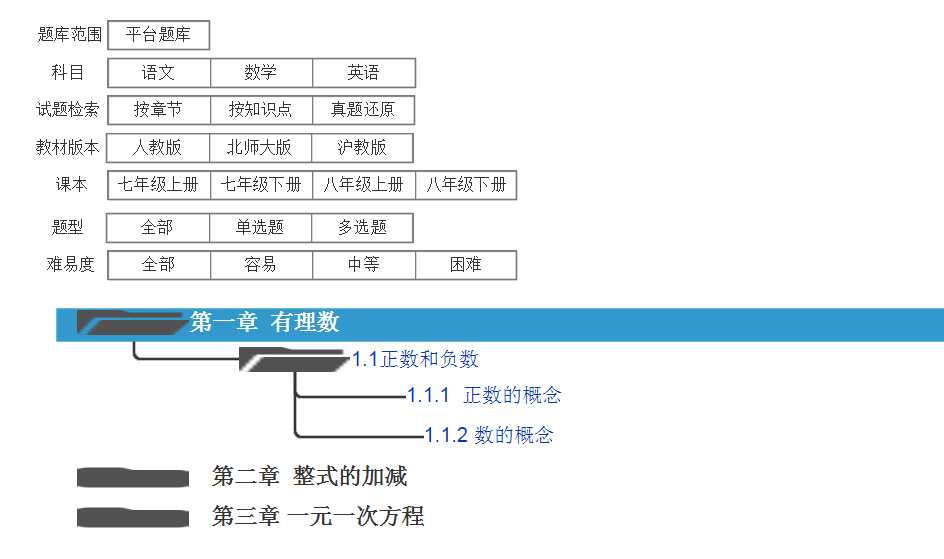 题库范围 平台题库
科目 语文 数学 英语
试题检索 按章节 按知识点 真题还原
教材版本 人教版 北师大版 沪教版
课本 七年级上册 七年级下册 八年级上册 八年级下册
题型 全部 单选题 多选题
难易度 全部 容易 中等 困难
第一章 有理数
1.1正数和负数
1.1.1 正数的概念
1.1.2 数的概念
第二章 整式的加减
第三章 一元一次方程